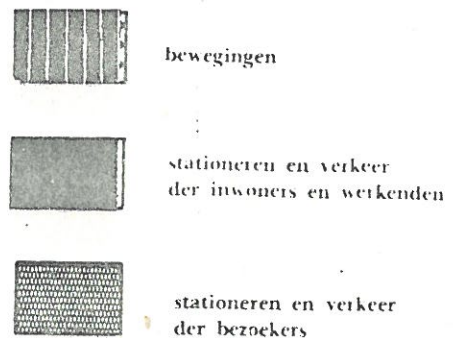 bewegingen
stationeren en verkeer
der inwoners en werkenden
stationeren en verkeer
der bezoekers